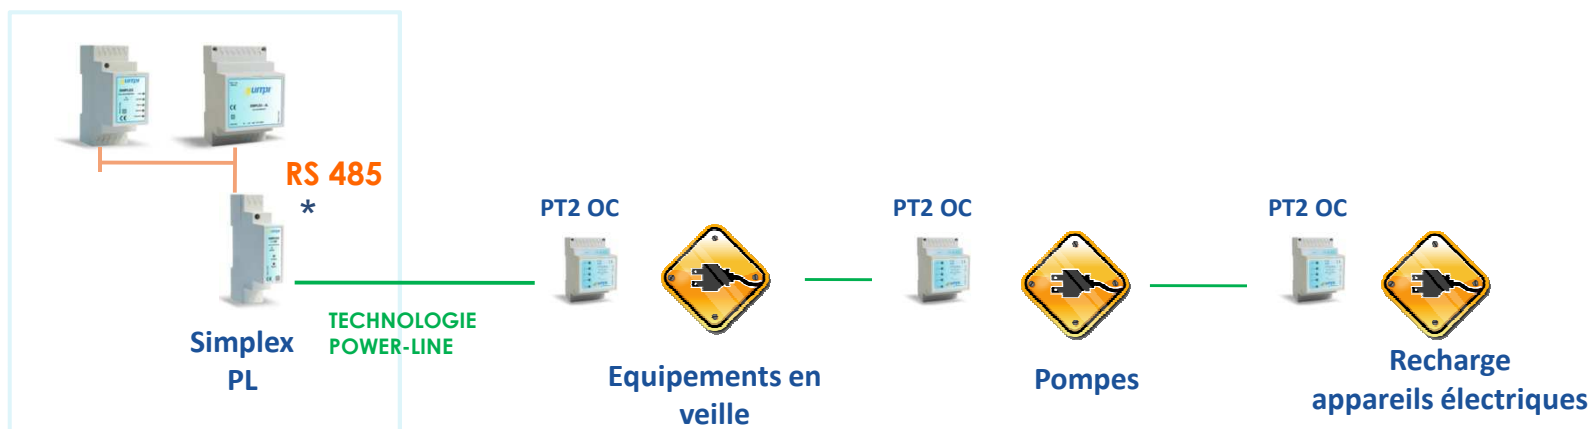 SIMPLEX
RS 485
*
PT2 OC
PT2 OC
PT2 OC
TECHNOLOGIE
POWER-LINE
Simplex
PL
Equipements en
veille
Pompes
Recharge
appareils électriques